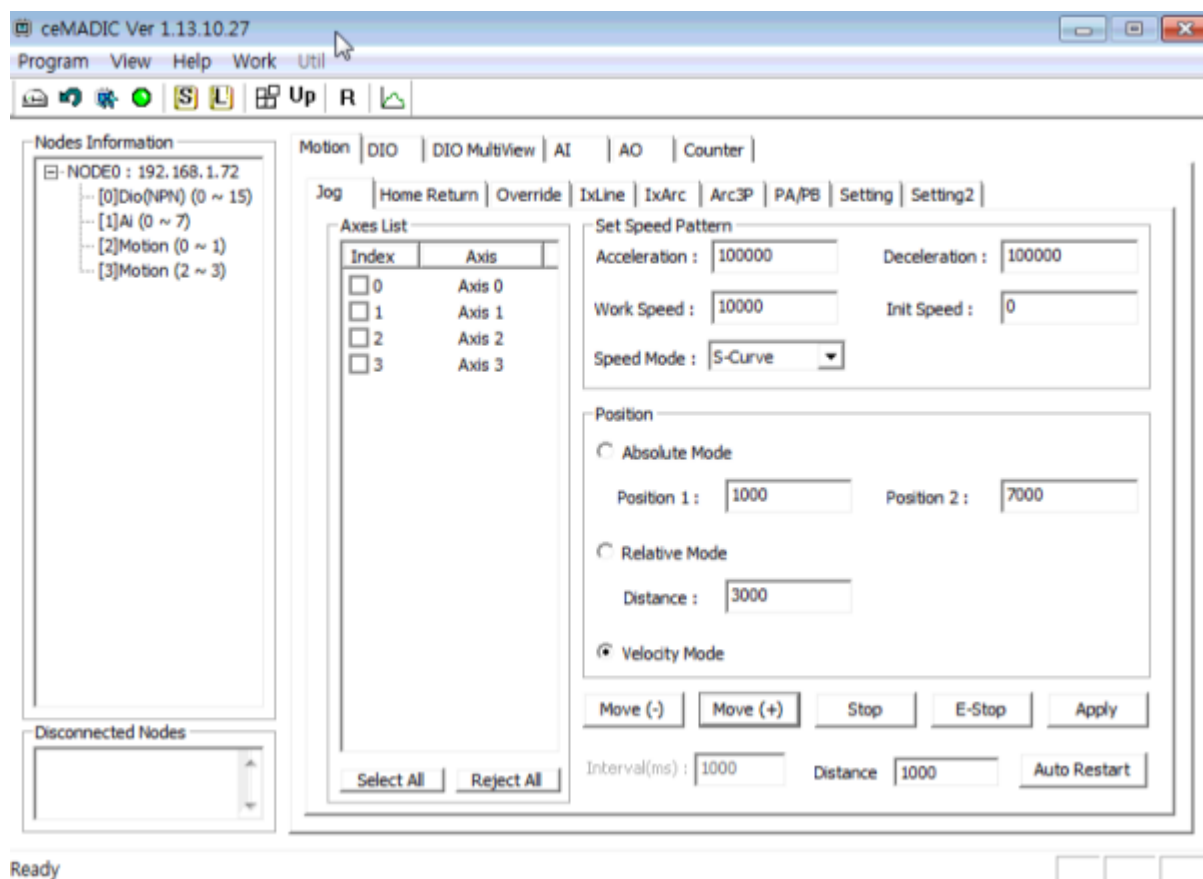 ceMADIC Ver 1.13.10.27
Program View Help Work Util
S L Up R
Nodes Information
NODE0 : 192.168.1.72
[0]Dio(NPN) (0 ~ 15)
[1]Ai (0 ~ 7)
[2]Motion (0 ~ 1)
[3]Motion (2 ~ 3)
Disconnected Nodes
Motion DIO DIO MultiView AI AO Counter
Jog Home Return Override IxLine IxArc Arc3P PA/PB Setting Setting2
Axes List
Index Axis
0 Axis 0
1 Axis 1
2 Axis 2
3 Axis 3
Select All Reject All
Set Speed Pattern
Acceleration : 100000 Deceleration : 100000
Work Speed : 10000 Init Speed : 0
Speed Mode : S-Curve
Position
Absolute Mode
Position 1 : 1000 Position 2 : 7000
Relative Mode
Distance : 3000
Velocity Mode
Move (-) Move (+) Stop E-Stop Apply
Interval(ms) : 1000 Distance 1000 Auto Restart
Ready